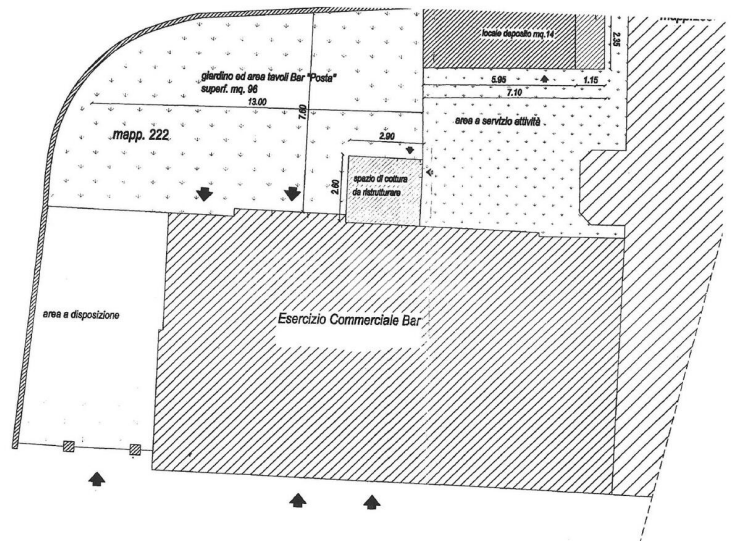 locale deposito mq.14
2.35
giardino ed area tavoli Bar "Posta"
superf. mq. 96
5.95
1.15
7.10
13.00
7.60
area a servizio attività
mapp. 222
2.90
2.60
spazio di cottura
da ristrutturare
area a disposizione
Esercizio Commerciale Bar